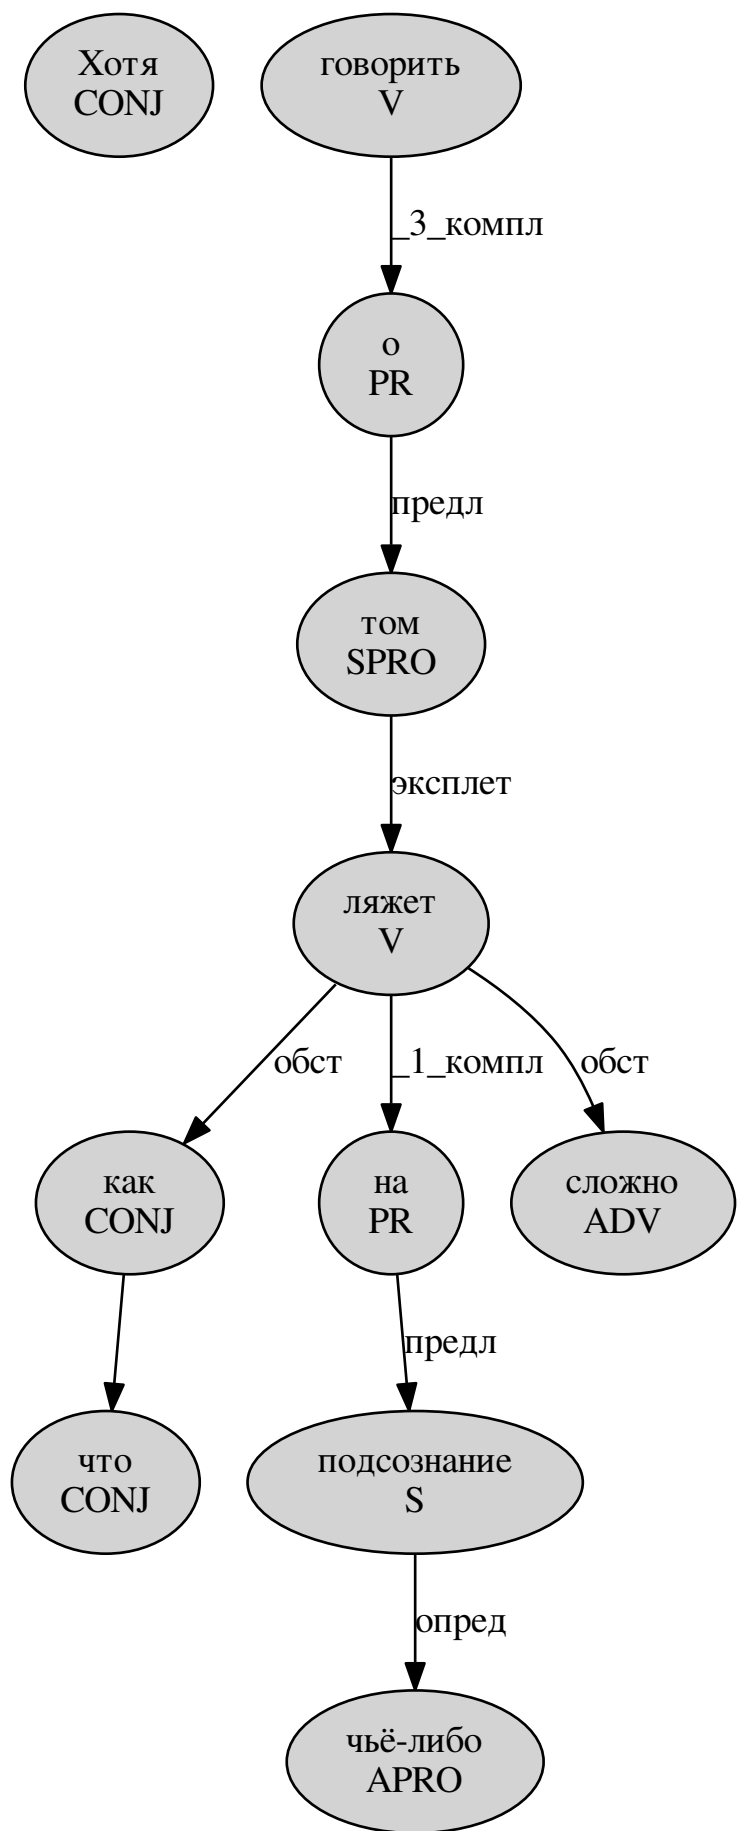 Хотя
CONJ
говорить
V
_3_компл
о
PR
предл
том
SPRO
эксплет
ляжет
V
обст
_1_компл
обст
как
CONJ
на
PR
сложно
ADV
предл
что
CONJ
подсознание
S
опред
чьё-либо
APRO